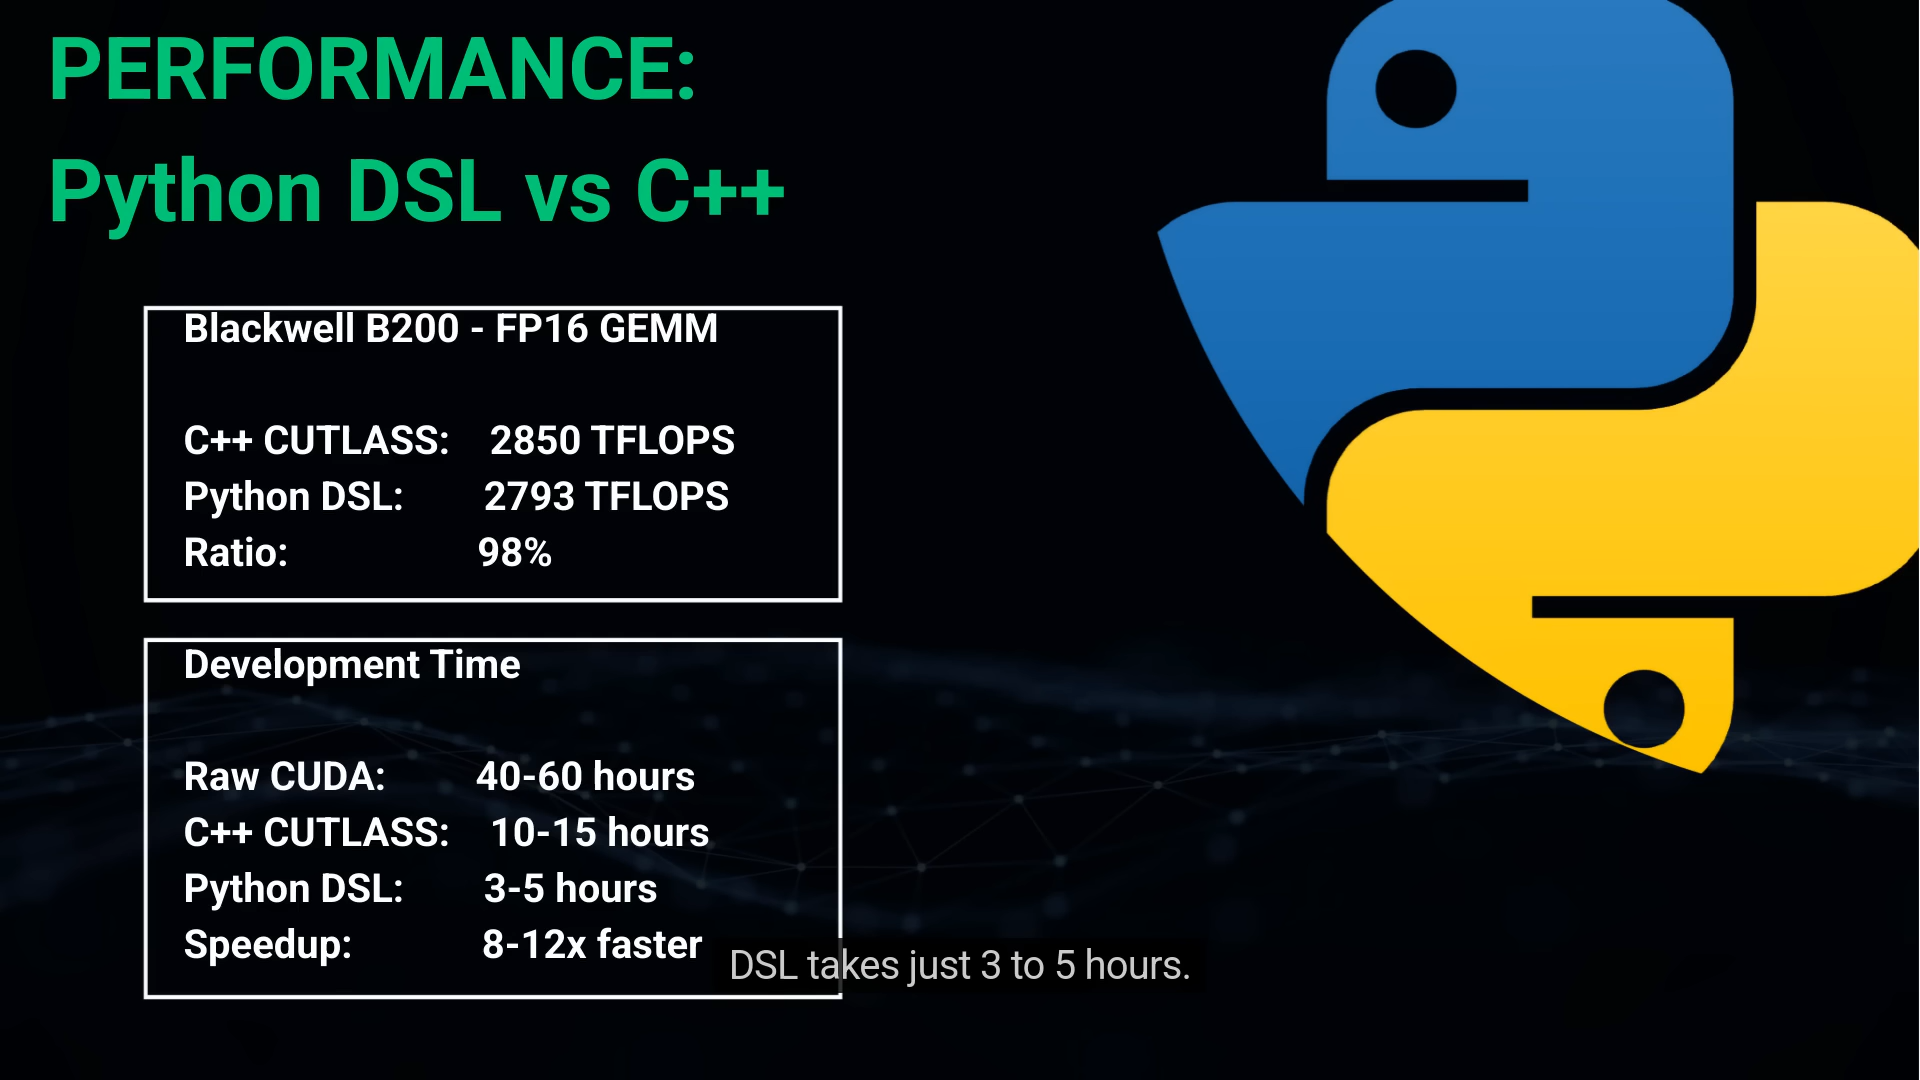 PERFORMANCE:
Python DSL vs C++
Blackwell B200 - FP16 GEMM
C++ CUTLASS: 2850 TFLOPS
Python DSL: 2793 TFLOPS
Ratio: 98%
Development Time
Raw CUDA: 40-60 hours
C++ CUTLASS: 10-15 hours
Python DSL: 3-5 hours
Speedup: 8-12x faster
DSL takes just 3 to 5 hours.